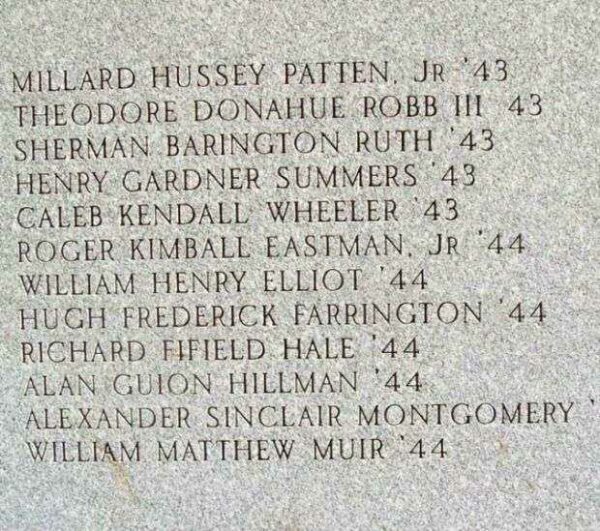 MILLARD HUSSEY PATTEN, JR '43
THEODORE DONAHUE ROBB III '43
SHERMAN BARINGTON RUTH '43
HENRY GARDNER SUMMERS '43
CALEB KENDALL WHEELER '43
ROGER KIMBALL EASTMAN, JR '44
WILLIAM HENRY ELLIOT '44
HUGH FREDERICK FARRINGTON '44
RICHARD FIFIELD HALE '44
ALAN GUION HILLMAN '44
ALEXANDER SINCLAIR MONTGOMERY '
WILLIAM MATTHEW MUIR '44